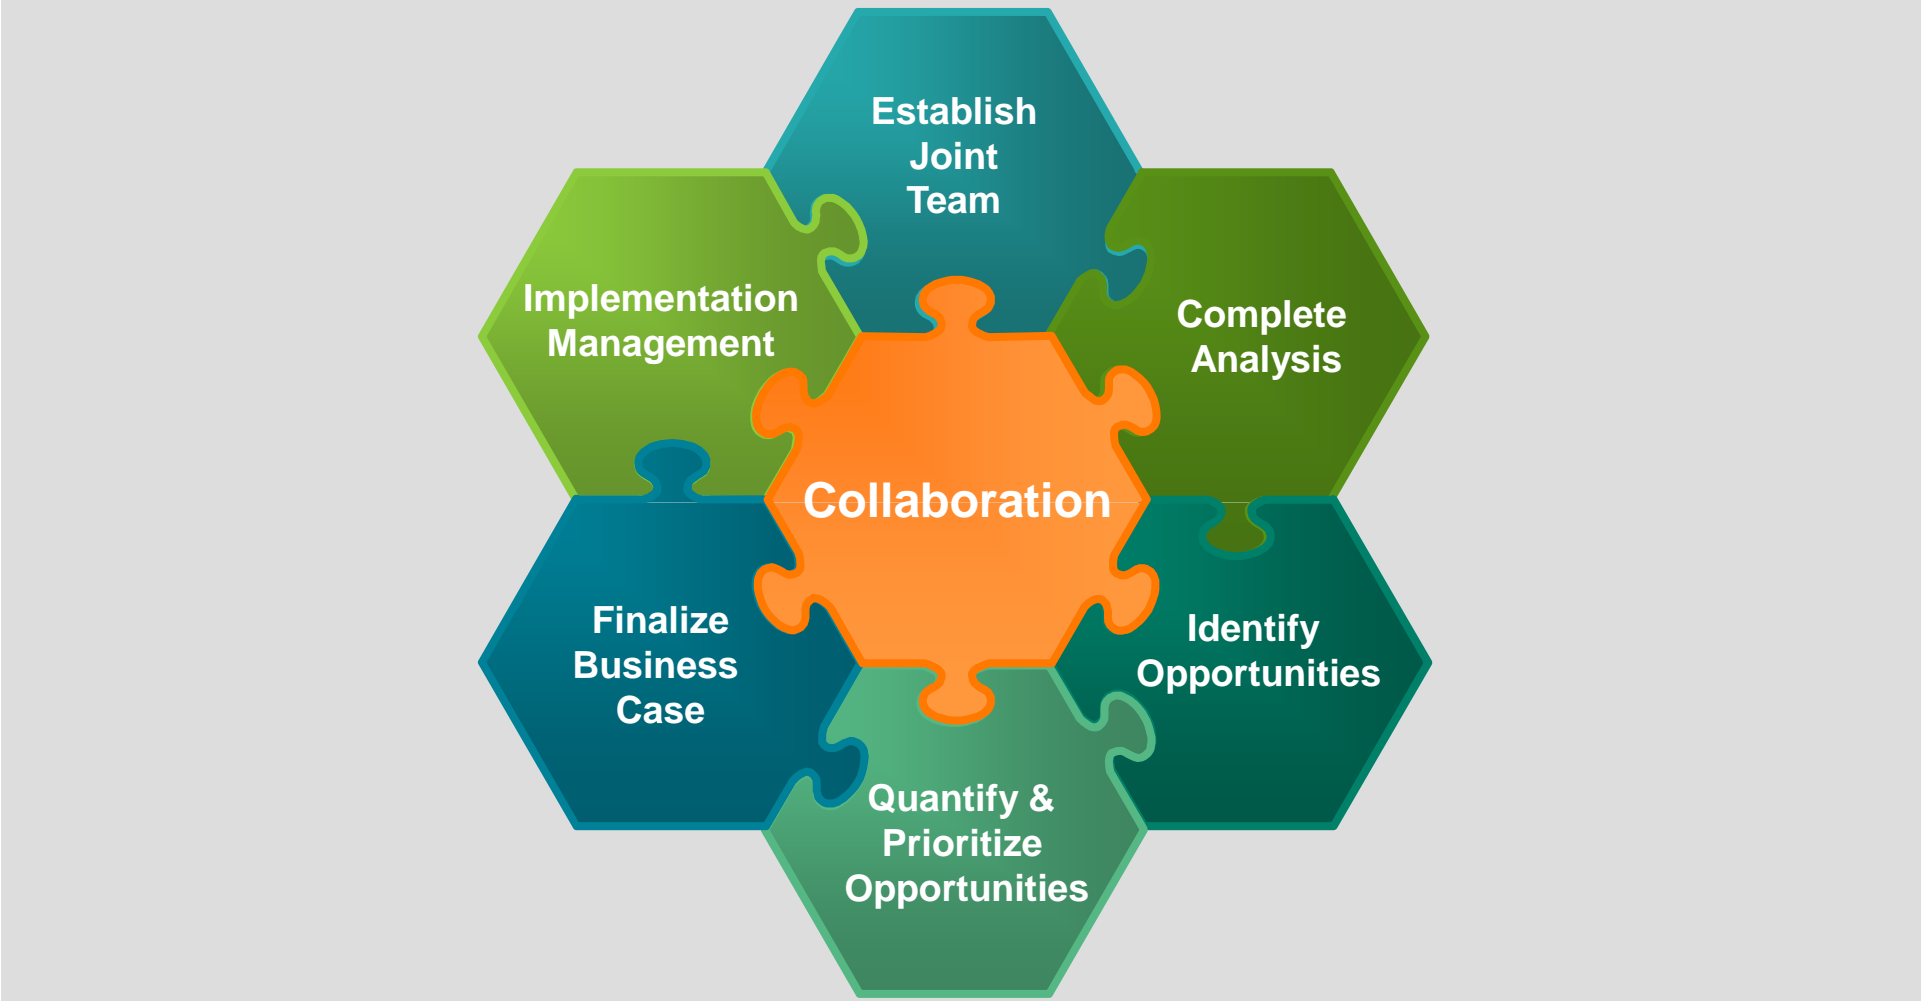 Establish
Joint
Team
Implementation
Management
Complete
Analysis
Collaboration
Finalize
Business
Case
Identify
Opportunities
Quantify &
Prioritize
Opportunities